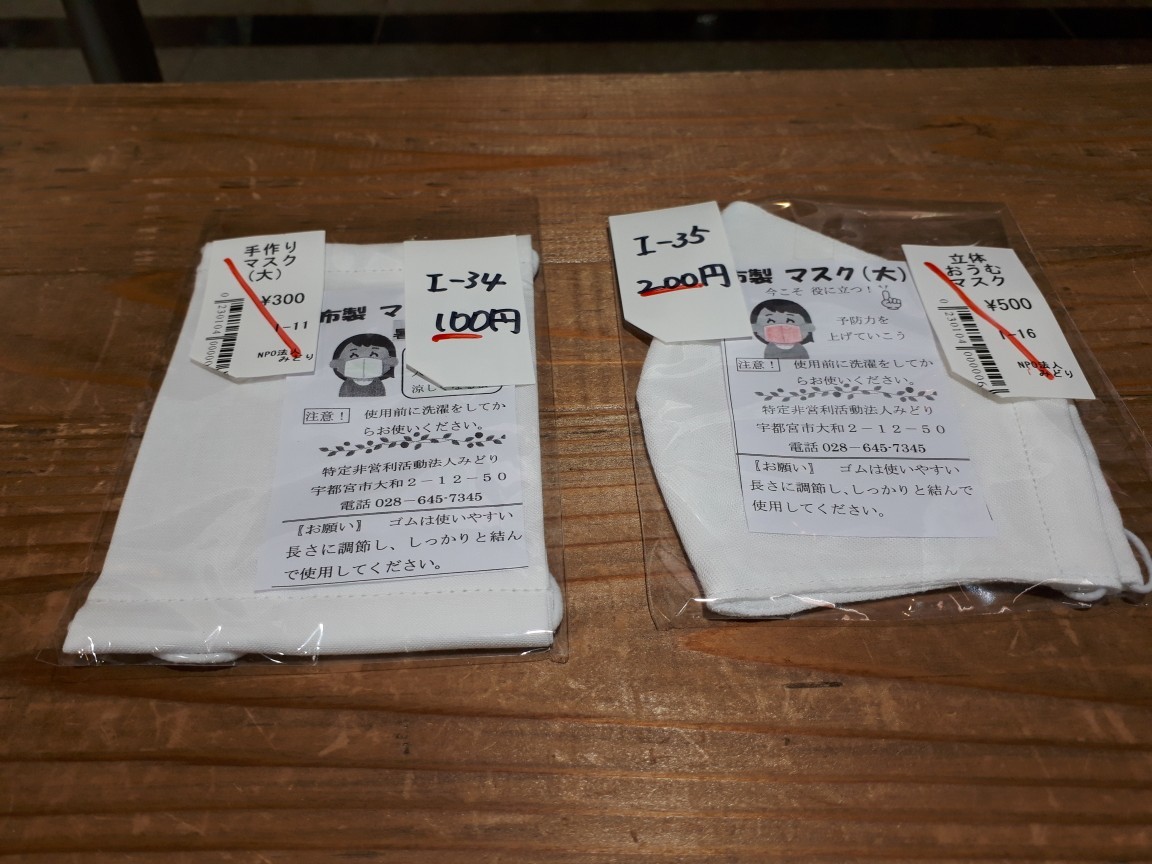 手作り
マスク
(大)
¥300
I-11
NPO法人
みどり
I-34
100円
布製 マ
涼し
注意！ 使用前に洗濯をしてか
らお使いください。
特定非営利活動法人みどり
宇都宮市大和2－12－50
電話 028－645-7345
〖お願い〗 ゴムは使いやすい
長さに調節し、しっかりと結ん
で使用してください。
I-35
200円
布製 マスク(大)
今こそ 役に立つ！
予防力を
上げていこう
注意！ 使用前に洗濯をしてか
らお使いください。
特定非営利活動法人みどり
宇都宮市大和2－12－50
電話 028－645-7345
〖お願い〗 ゴムは使いやすい
長さに調節し、しっかりと結んで
使用してください。
立体
おうむ
マスク
¥500
I-16
NPO法人
みどり
0230104000006